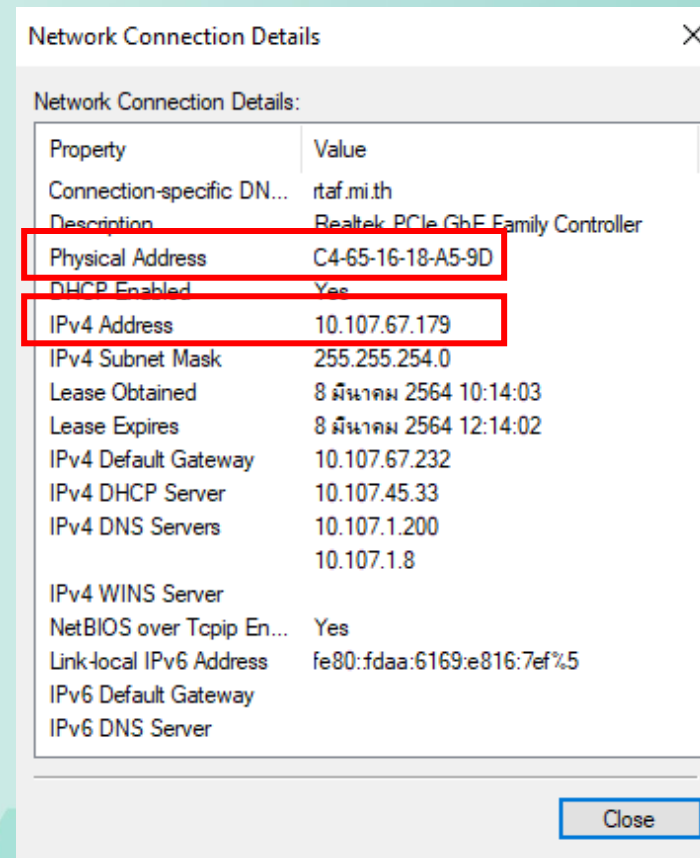 Network Connection Details
Network Connection Details:
Property Value
Connection-specific DN... rtaf.mi.th
Description Realtek PCIe GbE Family Controller
Physical Address C4-65-16-18-A5-9D
DHCP Enabled Yes
IPv4 Address 10.107.67.179
IPv4 Subnet Mask 255.255.254.0
Lease Obtained 8 มีนาคม 2564 10:14:03
Lease Expires 8 มีนาคม 2564 12:14:02
IPv4 Default Gateway 10.107.67.232
IPv4 DHCP Server 10.107.45.33
IPv4 DNS Servers 10.107.1.200
10.107.1.8
IPv4 WINS Server
NetBIOS over Tcpip En... Yes
Link-local IPv6 Address fe80::fdaa:6169:e816:7ef%5
IPv6 Default Gateway
IPv6 DNS Server
Close